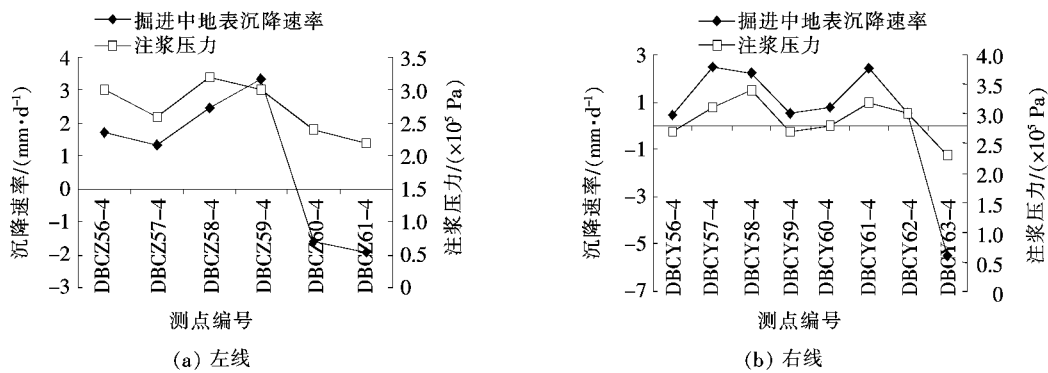 掘进中地表沉降速率
注浆压力
沉降速率/(mm·d⁻¹)
4
3
2
1
0
-1
-2
-3
DBCZ56-4
DBCZ57-4
DBCZ58-4
DBCZ59-4
DBCZ60-4
DBCZ61-4
3.5
3.0
2.5
2.0
1.5
1.0
0.5
0
注浆压力/(×10⁵ Pa)
测点编号
(a) 左线
掘进中地表沉降速率
注浆压力
沉降速率/(mm·d⁻¹)
3
1
-1
-3
-5
-7
DBCY56-4
DBCY57-4
DBCY58-4
DBCY59-4
DBCY60-4
DBCY61-4
DBCY62-4
DBCY63-4
4.0
3.5
3.0
2.5
2.0
1.5
1.0
0.5
0
注浆压力/(×10⁵ Pa)
测点编号
(b) 右线